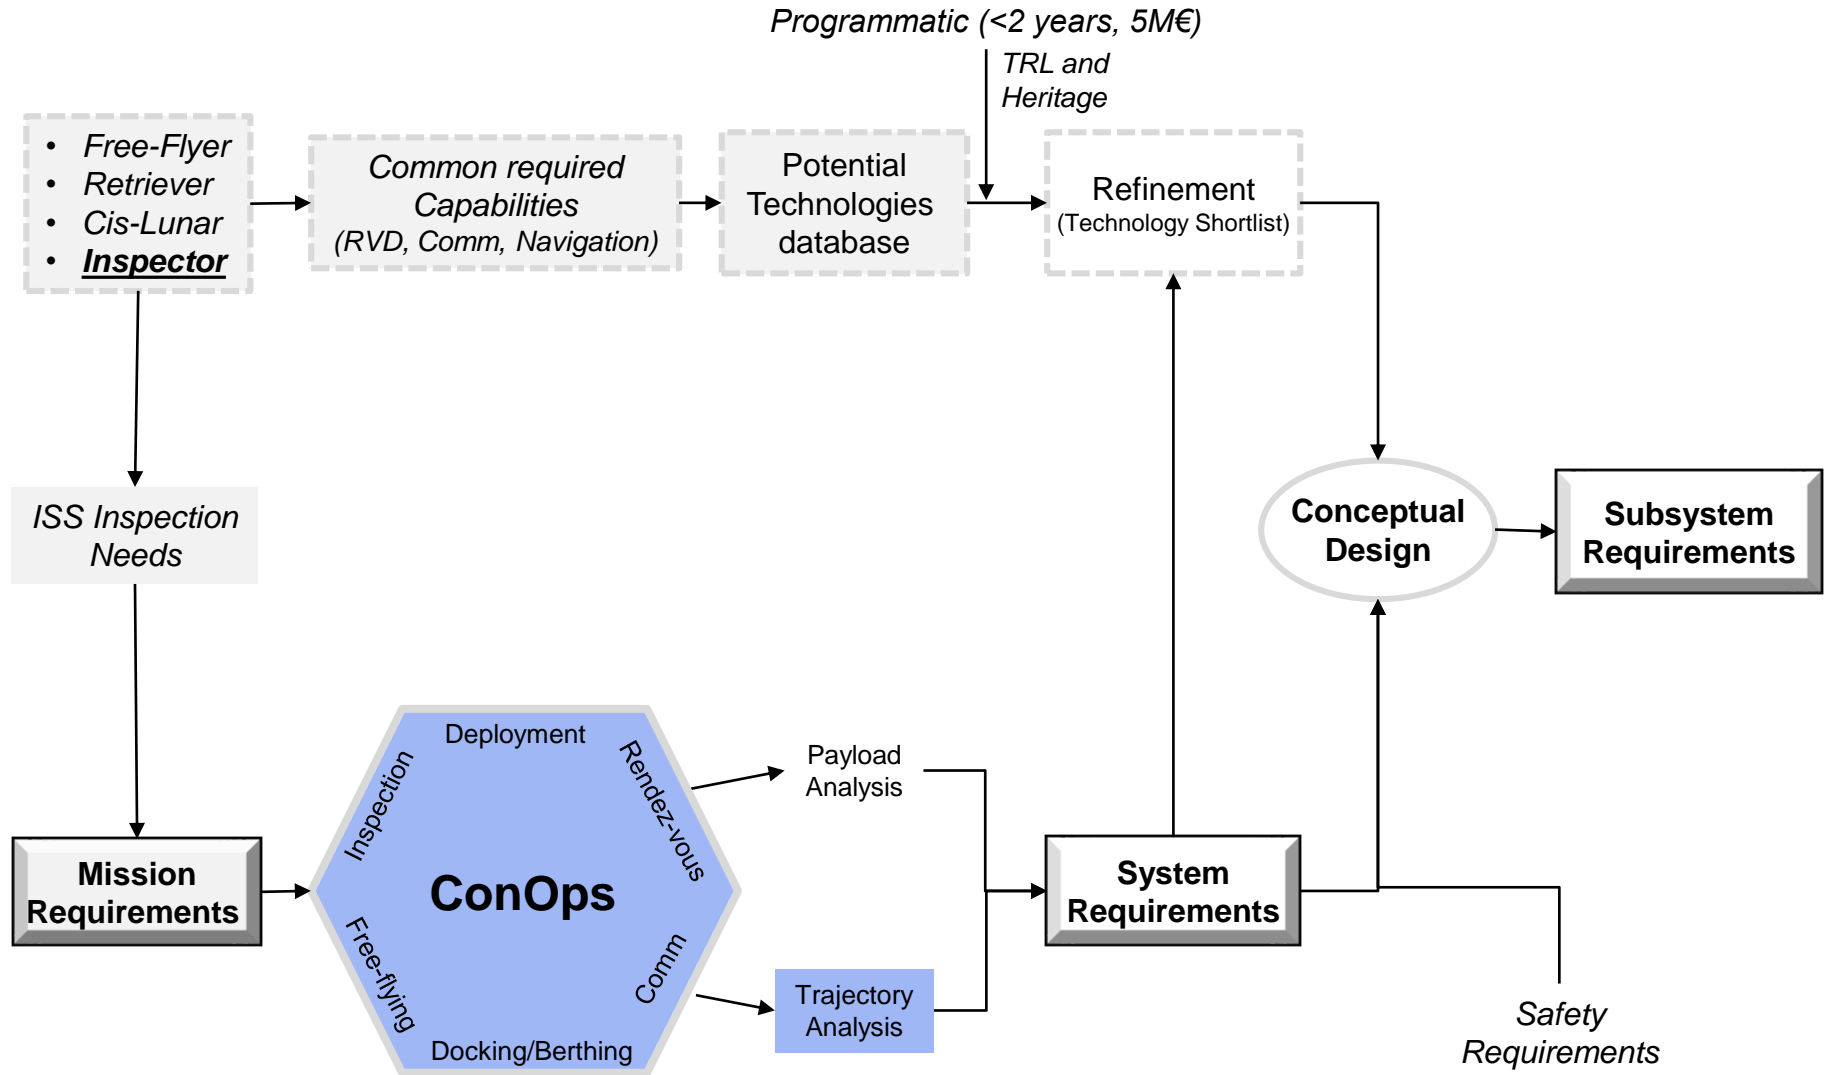 Programmatic (<2 years, 5M€)
TRL and
Heritage
• Free-Flyer
• Retriever
• Cis-Lunar
• Inspector
Common required
Capabilities
(RVD, Comm, Navigation)
Potential
Technologies
database
Refinement
(Technology Shortlist)
ISS Inspection
Needs
Conceptual
Design
Subsystem
Requirements
Mission
Requirements
Deployment
Inspection
Rendez-vous
ConOps
Free-flying
Comm
Docking/Berthing
Payload
Analysis
Trajectory
Analysis
System
Requirements
Safety
Requirements